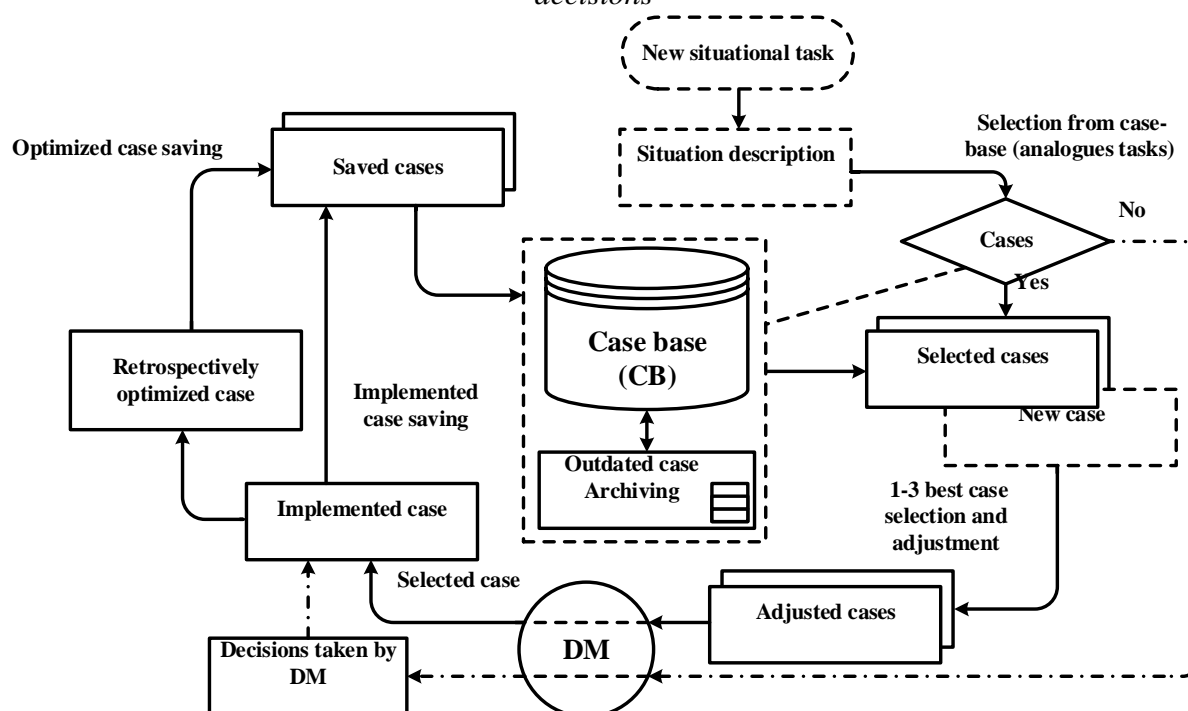 decisions
New situational task
Selection from case-
base (analogues tasks)
Optimized case saving
Saved cases
Situation description
No
Cases
Yes
Case base
(CB)
Selected cases
Retrospectively
optimized case
Implemented
case saving
New case
Outdated case
Archiving
1-3 best case
selection and
adjustment
Implemented case
Selected case
Adjusted cases
DM
Decisions taken by
DM